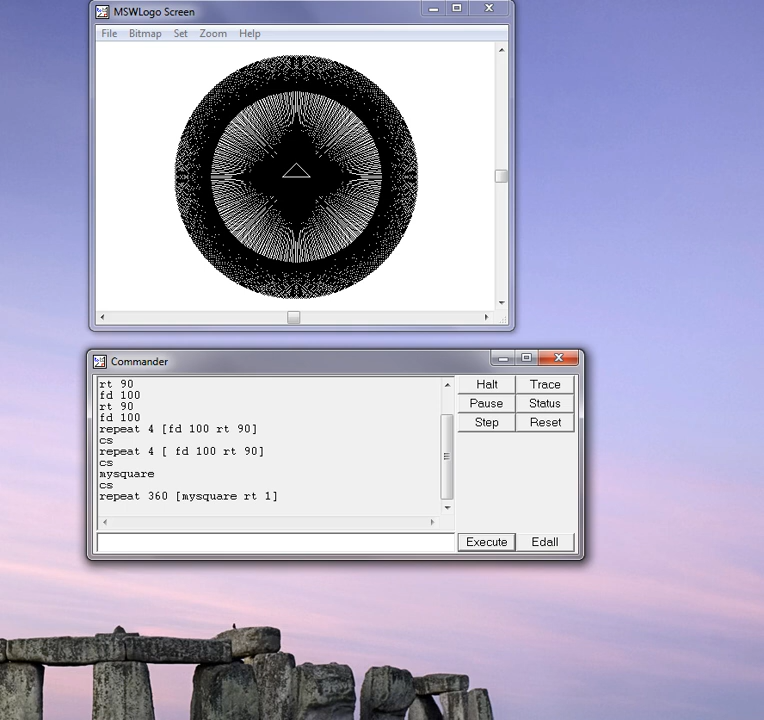 MSWLogo Screen
File Bitmap Set Zoom Help
Commander
rt 90
fd 100
rt 90
fd 100
repeat 4 [fd 100 rt 90]
cs
repeat 4 [ fd 100 rt 90]
cs
mysquare
cs
repeat 360 [mysquare rt 1]
Halt Trace
Pause Status
Step Reset
Execute Edall